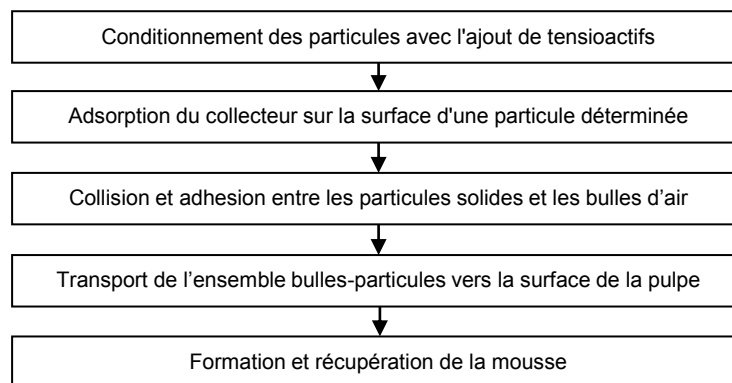 Conditionnement des particules avec l'ajout de tensioactifs
Adsorption du collecteur sur la surface d'une particule déterminée
Collision et adhesion entre les particules solides et les bulles d’air
Transport de l’ensemble bulles-particules vers la surface de la pulpe
Formation et récupération de la mousse